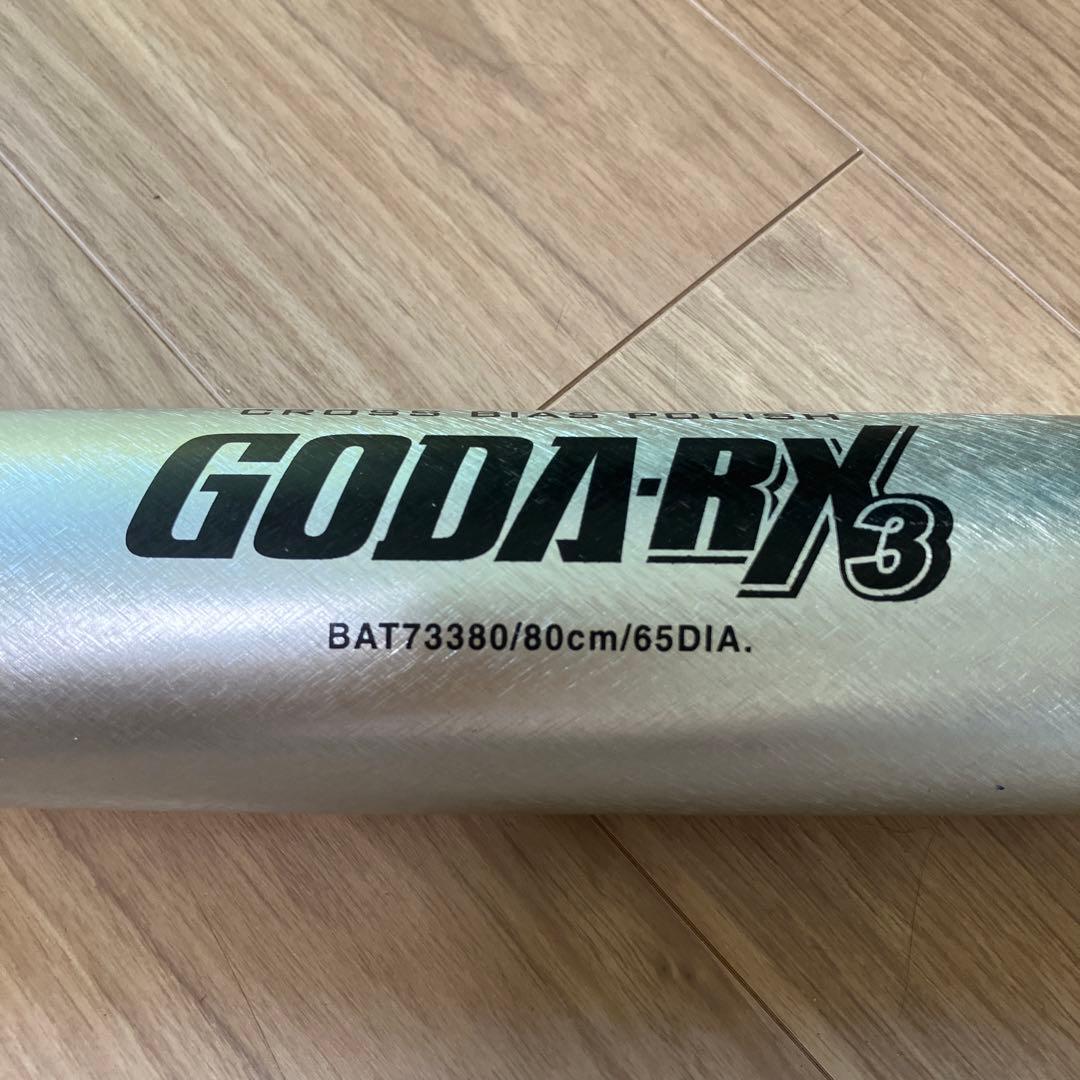 CROSS BIAS POLISH
GODA-RX3
BAT73380/80cm/65DIA.